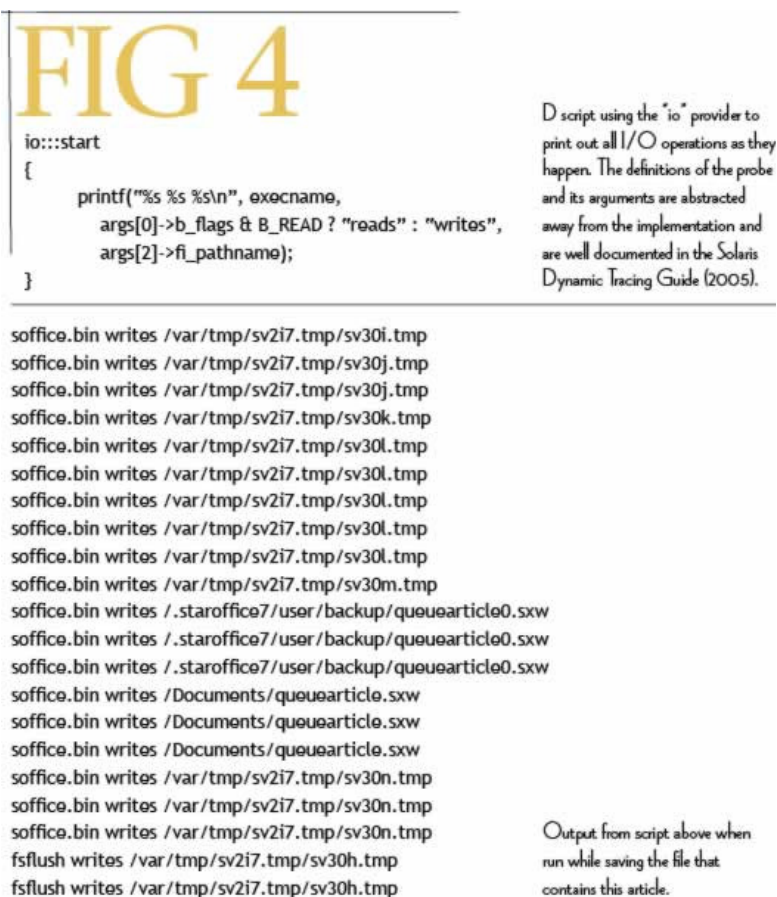 FIG 4
io:::start
{
printf("%s %s %s\n", execname,
args[0]->b_flags & B_READ ? "reads" : "writes",
args[2]->fi_pathname);
}
D script using the "io" provider to
print out all I/O operations as they
happen. The definitions of the probe
and its arguments are abstracted
away from the implementation and
are well documented in the Solaris
Dynamic Tracing Guide (2005).
soffice.bin writes /var/tmp/sv2i7.tmp/sv30i.tmp
soffice.bin writes /var/tmp/sv2i7.tmp/sv30j.tmp
soffice.bin writes /var/tmp/sv2i7.tmp/sv30j.tmp
soffice.bin writes /var/tmp/sv2i7.tmp/sv30k.tmp
soffice.bin writes /var/tmp/sv2i7.tmp/sv30l.tmp
soffice.bin writes /var/tmp/sv2i7.tmp/sv30l.tmp
soffice.bin writes /var/tmp/sv2i7.tmp/sv30l.tmp
soffice.bin writes /var/tmp/sv2i7.tmp/sv30l.tmp
soffice.bin writes /var/tmp/sv2i7.tmp/sv30l.tmp
soffice.bin writes /var/tmp/sv2i7.tmp/sv30m.tmp
soffice.bin writes /.staroffice7/user/backup/queuearticle0.sxw
soffice.bin writes /.staroffice7/user/backup/queuearticle0.sxw
soffice.bin writes /.staroffice7/user/backup/queuearticle0.sxw
soffice.bin writes /Documents/queuearticle.sxw
soffice.bin writes /Documents/queuearticle.sxw
soffice.bin writes /Documents/queuearticle.sxw
soffice.bin writes /var/tmp/sv2i7.tmp/sv30n.tmp
soffice.bin writes /var/tmp/sv2i7.tmp/sv30n.tmp
soffice.bin writes /var/tmp/sv2i7.tmp/sv30n.tmp
fsflush writes /var/tmp/sv2i7.tmp/sv30h.tmp
fsflush writes /var/tmp/sv2i7.tmp/sv30h.tmp
Output from script above when
run while saving the file that
contains this article.